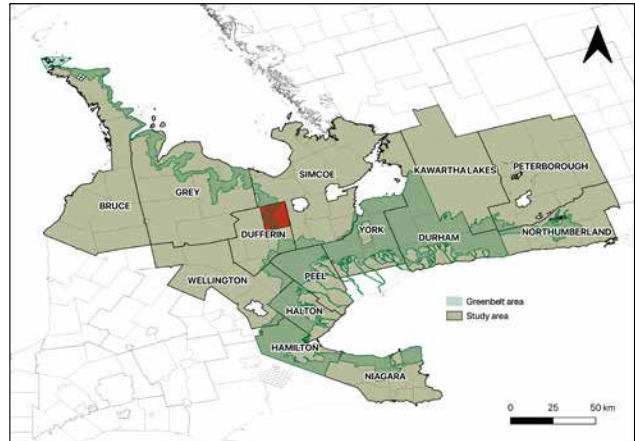 SIMCOE
KAWARTHA LAKES
PETERBOROUGH
BRUCE
GREY
DUFFERIN
YORK
DURHAM
NORTHUMBERLAND
WELLINGTON
PEEL
HALTON
HAMILTON
NIAGARA
Greenbelt area
Study area
0 25 50 km